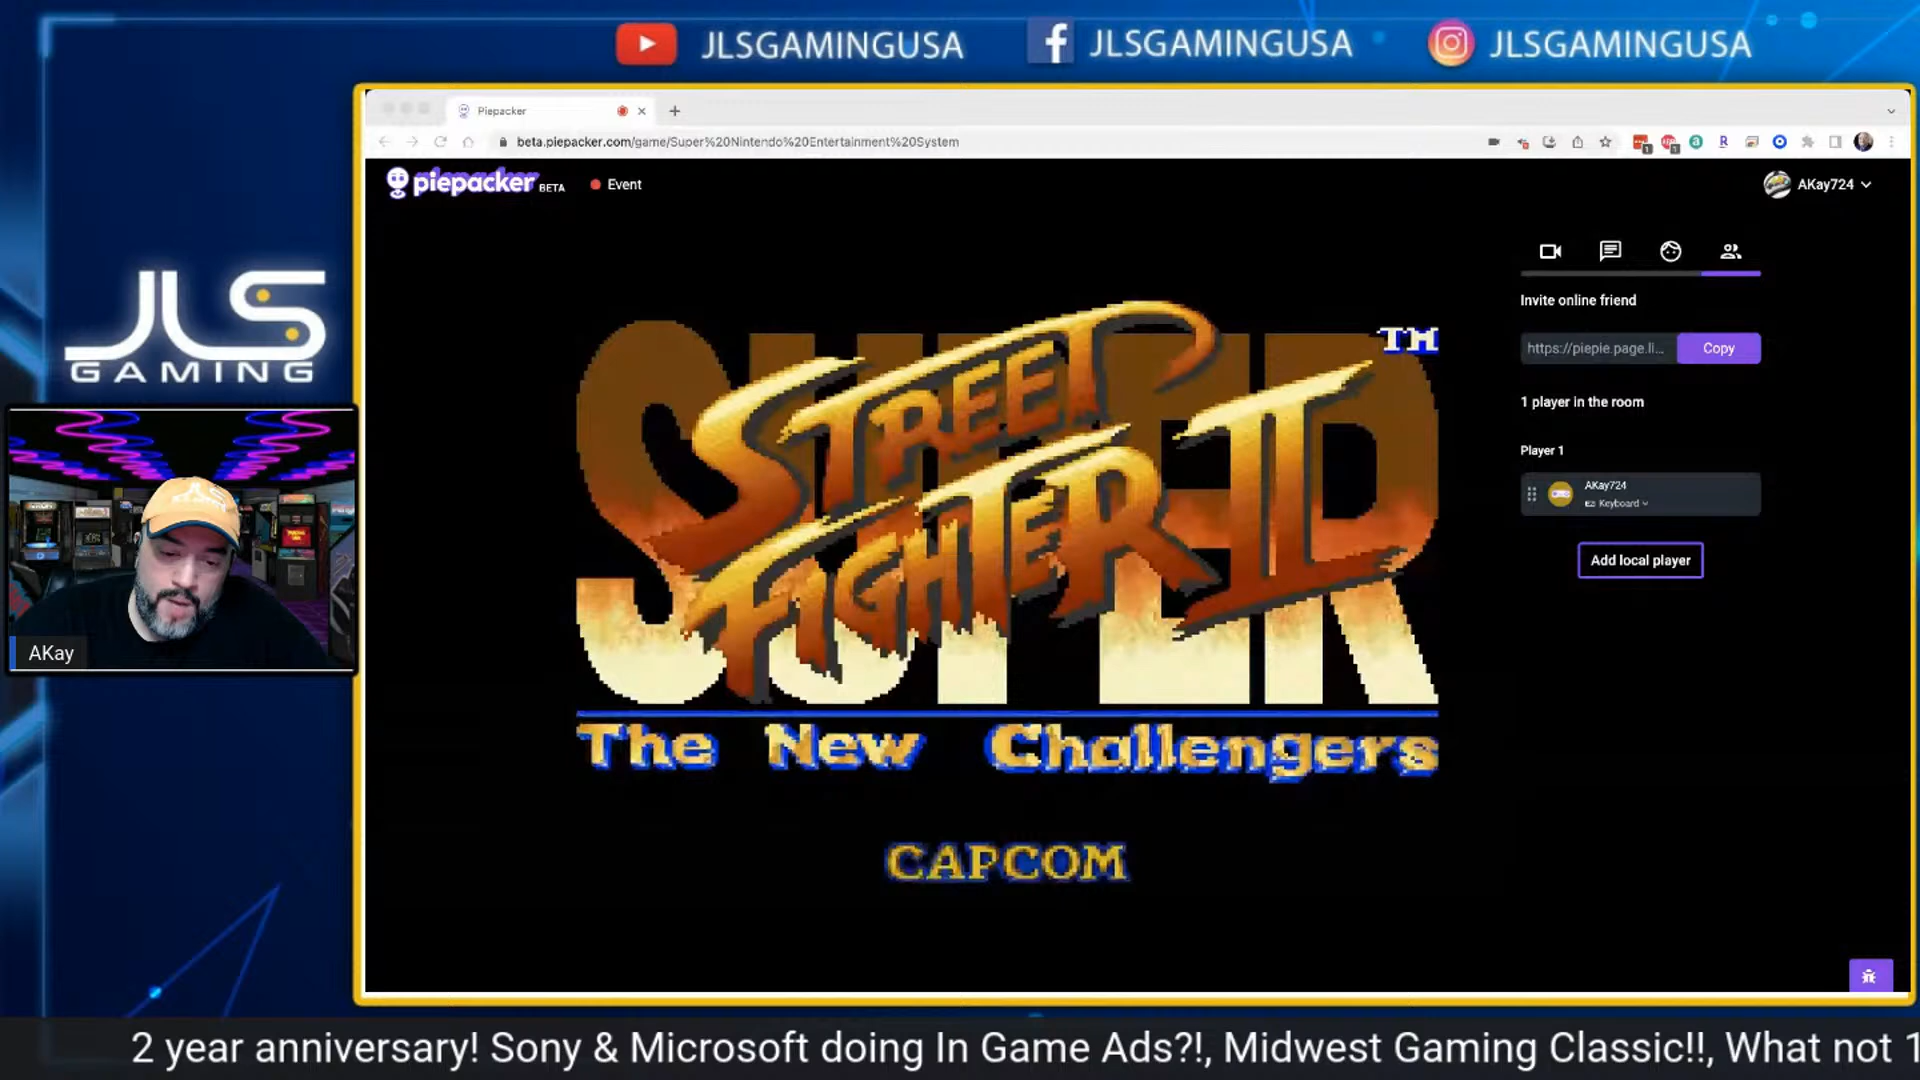 JLSGAMINGUSA
JLSGAMINGUSA
JLSGAMINGUSA
Piepacker
beta.piepacker.com/game/Super%20Nintendo%20Entertainment%20System
piepacker BETA
Event
AKay724
JLS
GAMING
AKay
SUPER
STREET
FIGHTER II
TM
The New Challengers
CAPCOM
Invite online friend
https://piepie.page.li...
Copy
1 player in the room
Player 1
AKay724
Keyboard
Add local player
2 year anniversary! Sony & Microsoft doing In Game Ads?!, Midwest Gaming Classic!!, What not 1